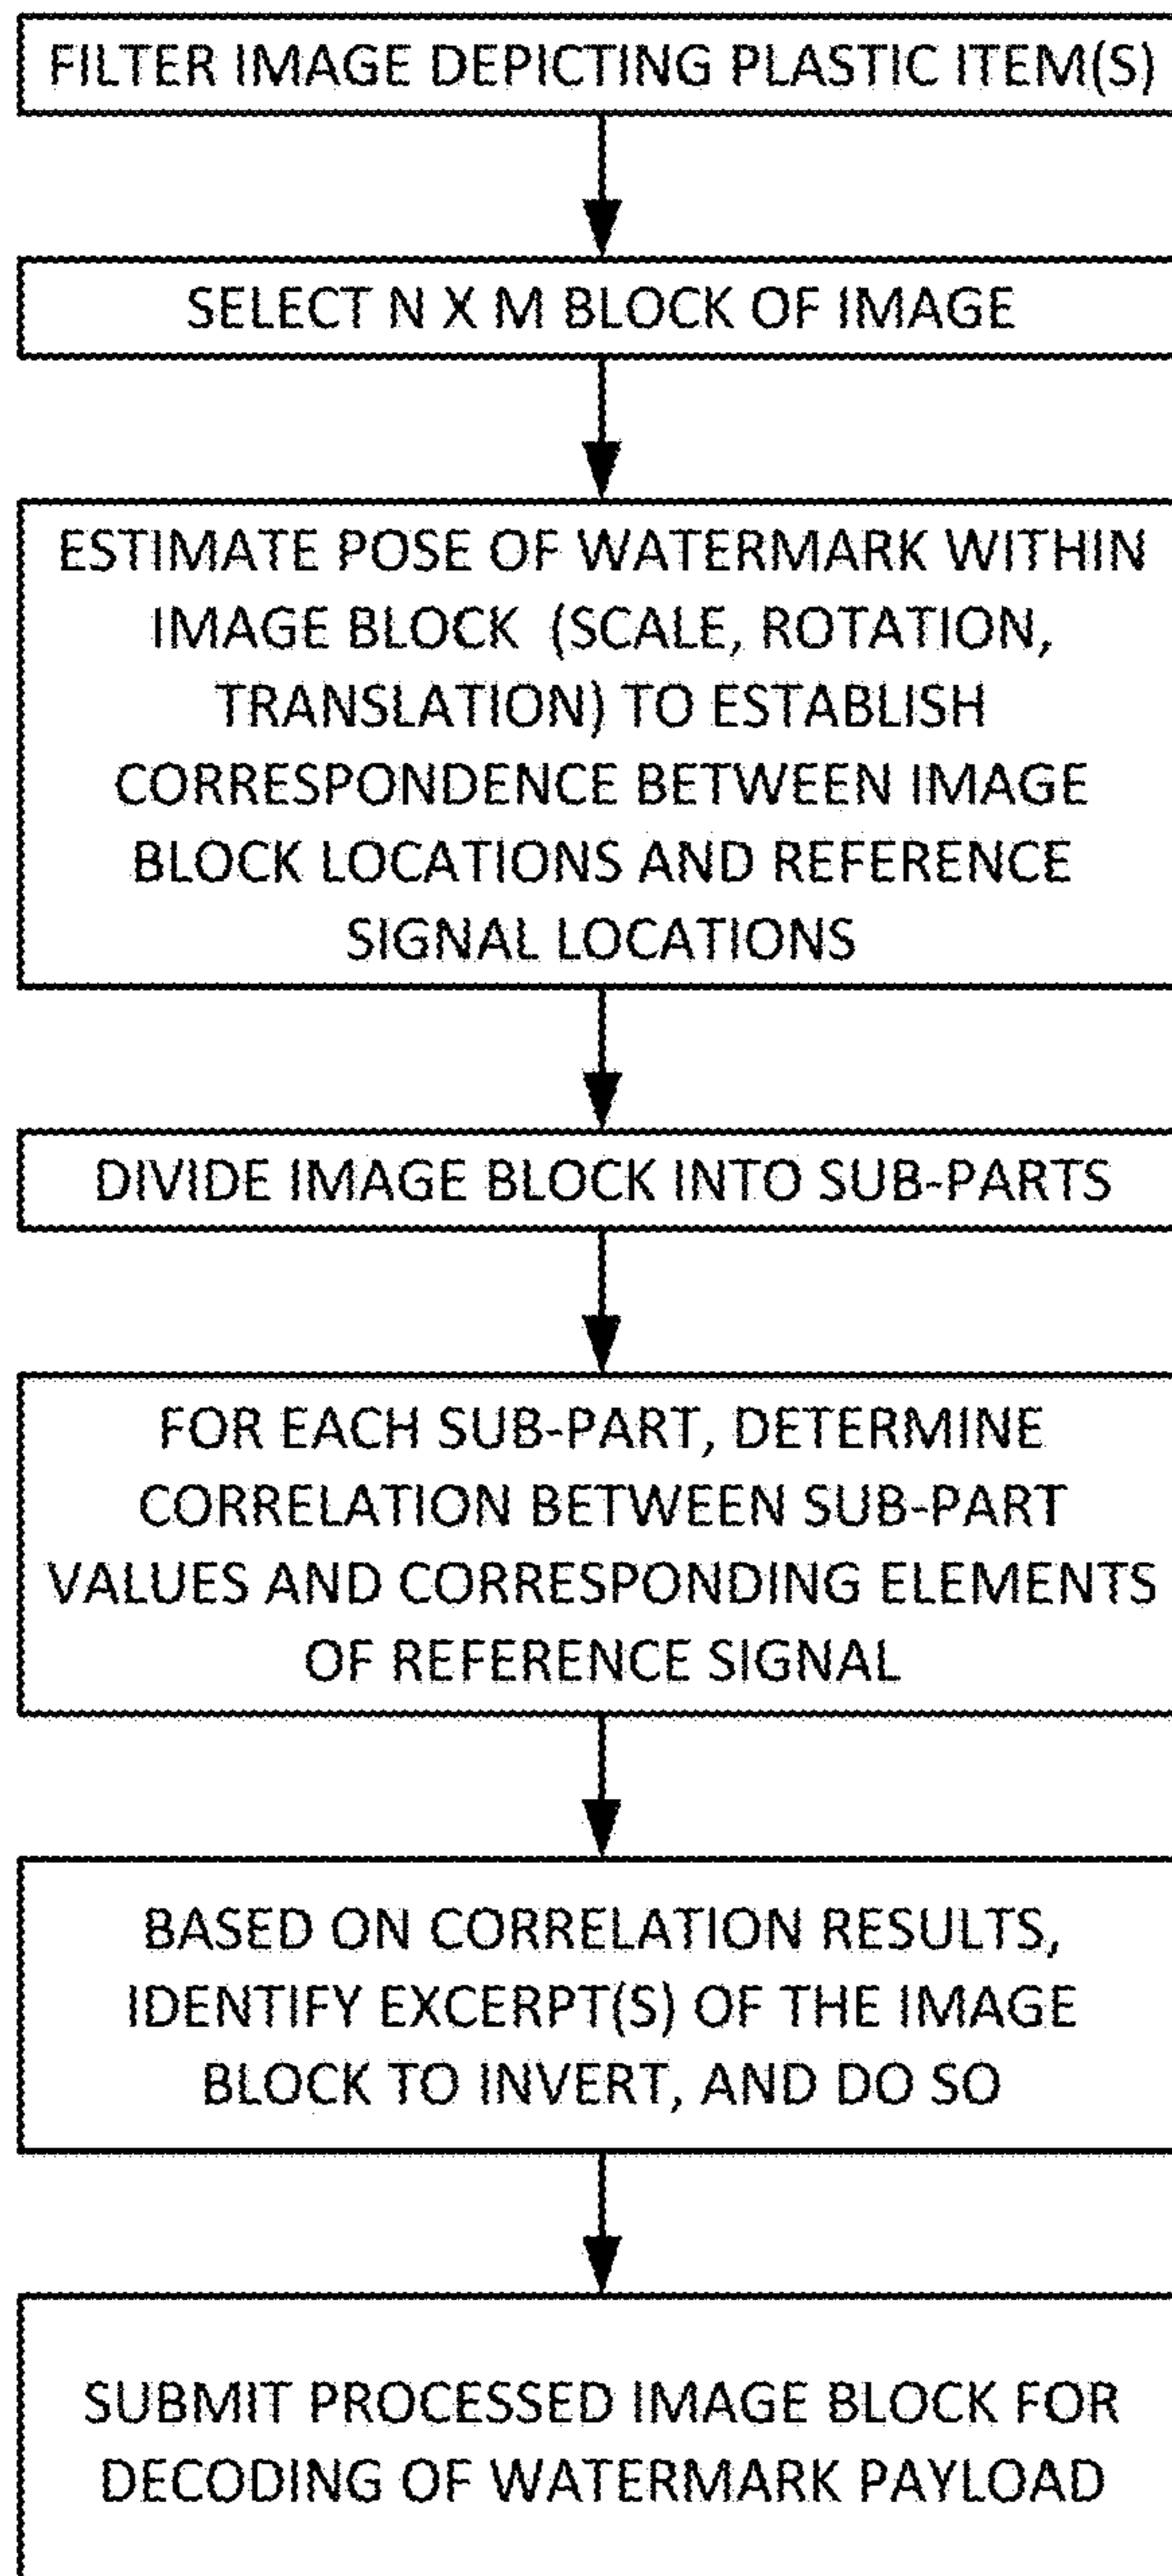 FILTER IMAGE DEPICTING PLASTIC ITEM(S)
SELECT N X M BLOCK OF IMAGE
ESTIMATE POSE OF WATERMARK WITHIN
IMAGE BLOCK (SCALE, ROTATION,
TRANSLATION) TO ESTABLISH
CORRESPONDENCE BETWEEN IMAGE
BLOCK LOCATIONS AND REFERENCE
SIGNAL LOCATIONS
DIVIDE IMAGE BLOCK INTO SUB-PARTS
FOR EACH SUB-PART, DETERMINE
CORRELATION BETWEEN SUB-PART
VALUES AND CORRESPONDING ELEMENTS
OF REFERENCE SIGNAL
BASED ON CORRELATION RESULTS,
IDENTIFY EXCERPT(S) OF THE IMAGE
BLOCK TO INVERT, AND DO SO
SUBMIT PROCESSED IMAGE BLOCK FOR
DECODING OF WATERMARK PAYLOAD